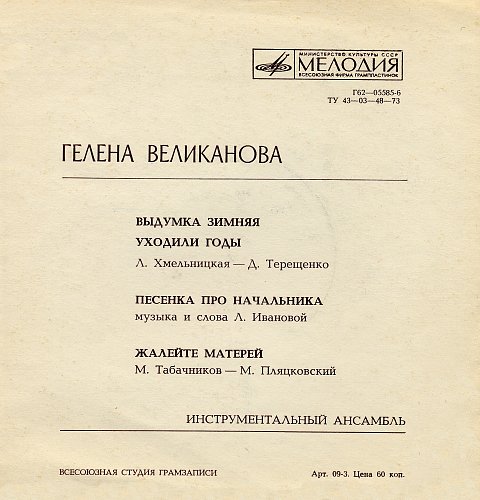 МИНИСТЕРСТВО КУЛЬТУРЫ СССР
МЕЛОДИЯ
ВСЕСОЮЗНАЯ ФИРМА ГРАМПЛАСТИНОК
Г62—05585-6
ТУ 43—03—48—73
ГЕЛЕНА ВЕЛИКАНОВА
ВЫДУМКА ЗИМНЯЯ
УХОДИЛИ ГОДЫ
Л. Хмельницкая — Д. Терещенко
ПЕСЕНКА ПРО НАЧАЛЬНИКА
музыка и слова Л. Ивановой
ЖАЛЕЙТЕ МАТЕРЕЙ
М. Табачников — М. Пляцковский
ИНСТРУМЕНТАЛЬНЫЙ АНСАМБЛЬ
ВСЕСОЮЗНАЯ СТУДИЯ ГРАМЗАПИСИ
Арт. 09-3. Цена 60 коп.